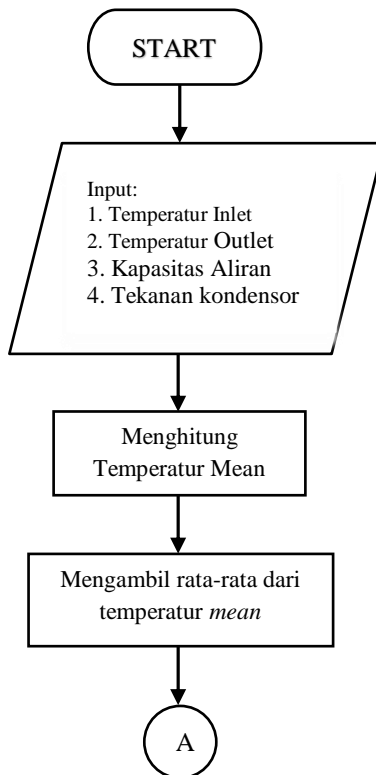 START
Input:
1. Temperatur Inlet
2. Temperatur Outlet
3. Kapasitas Aliran
4. Tekanan kondensor
Menghitung
Temperatur Mean
Mengambil rata-rata dari
temperatur mean
A